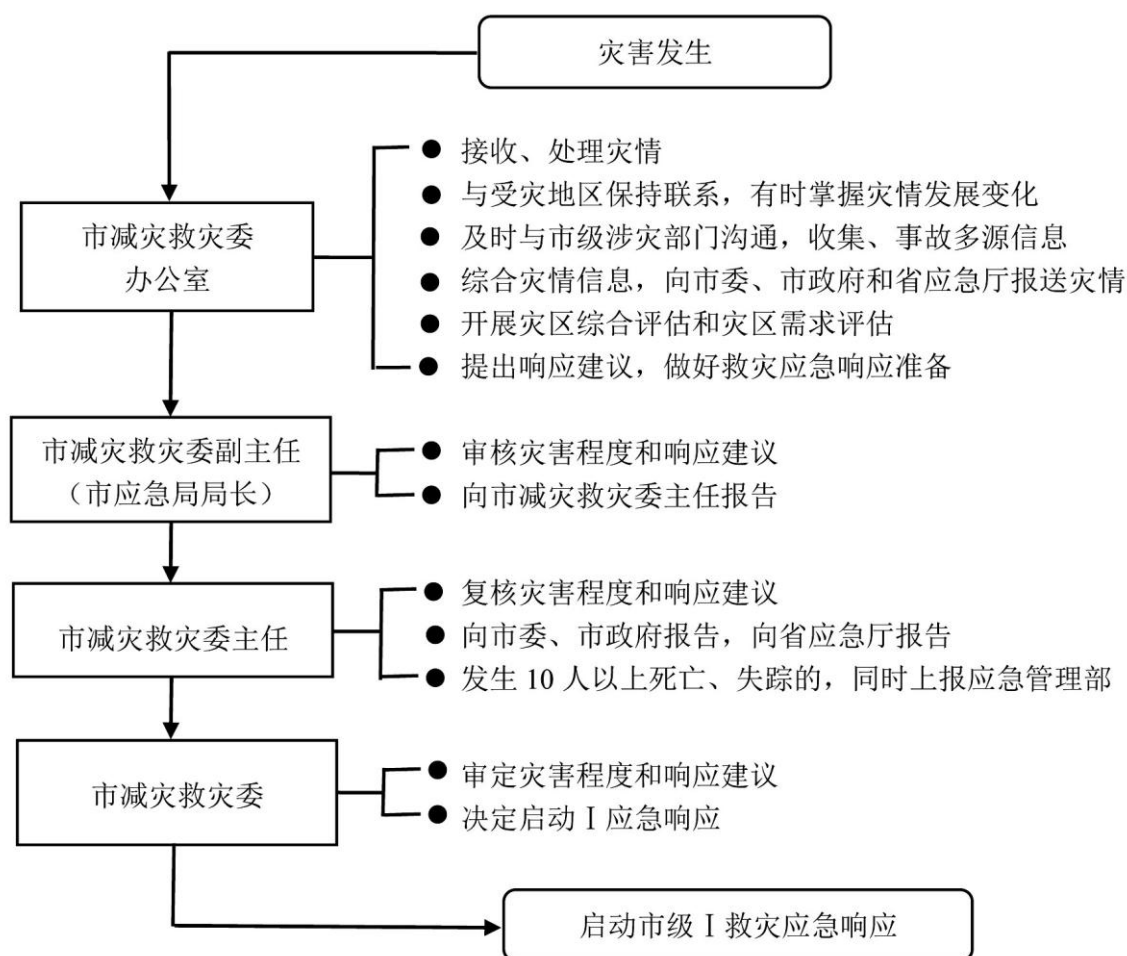 灾害发生
● 接收、处理灾情
● 与受灾地区保持联系，有时掌握灾情发展变化
市减灾救灾委
办公室
● 及时与市级涉灾部门沟通，收集、事故多源信息
● 综合灾情信息，向市委、市政府和省应急厅报送灾情
● 开展灾区综合评估和灾区需求评估
● 提出响应建议，做好救灾应急响应准备
市减灾救灾委副主任
（市应急局局长）
● 审核灾害程度和响应建议
● 向市减灾救灾委主任报告
市减灾救灾委主任
● 复核灾害程度和响应建议
● 向市委、市政府报告，向省应急厅报告
● 发生 10 人以上死亡、失踪的，同时上报应急管理部
市减灾救灾委
● 审定灾害程度和响应建议
● 决定启动Ⅰ应急响应
启动市级Ⅰ救灾应急响应